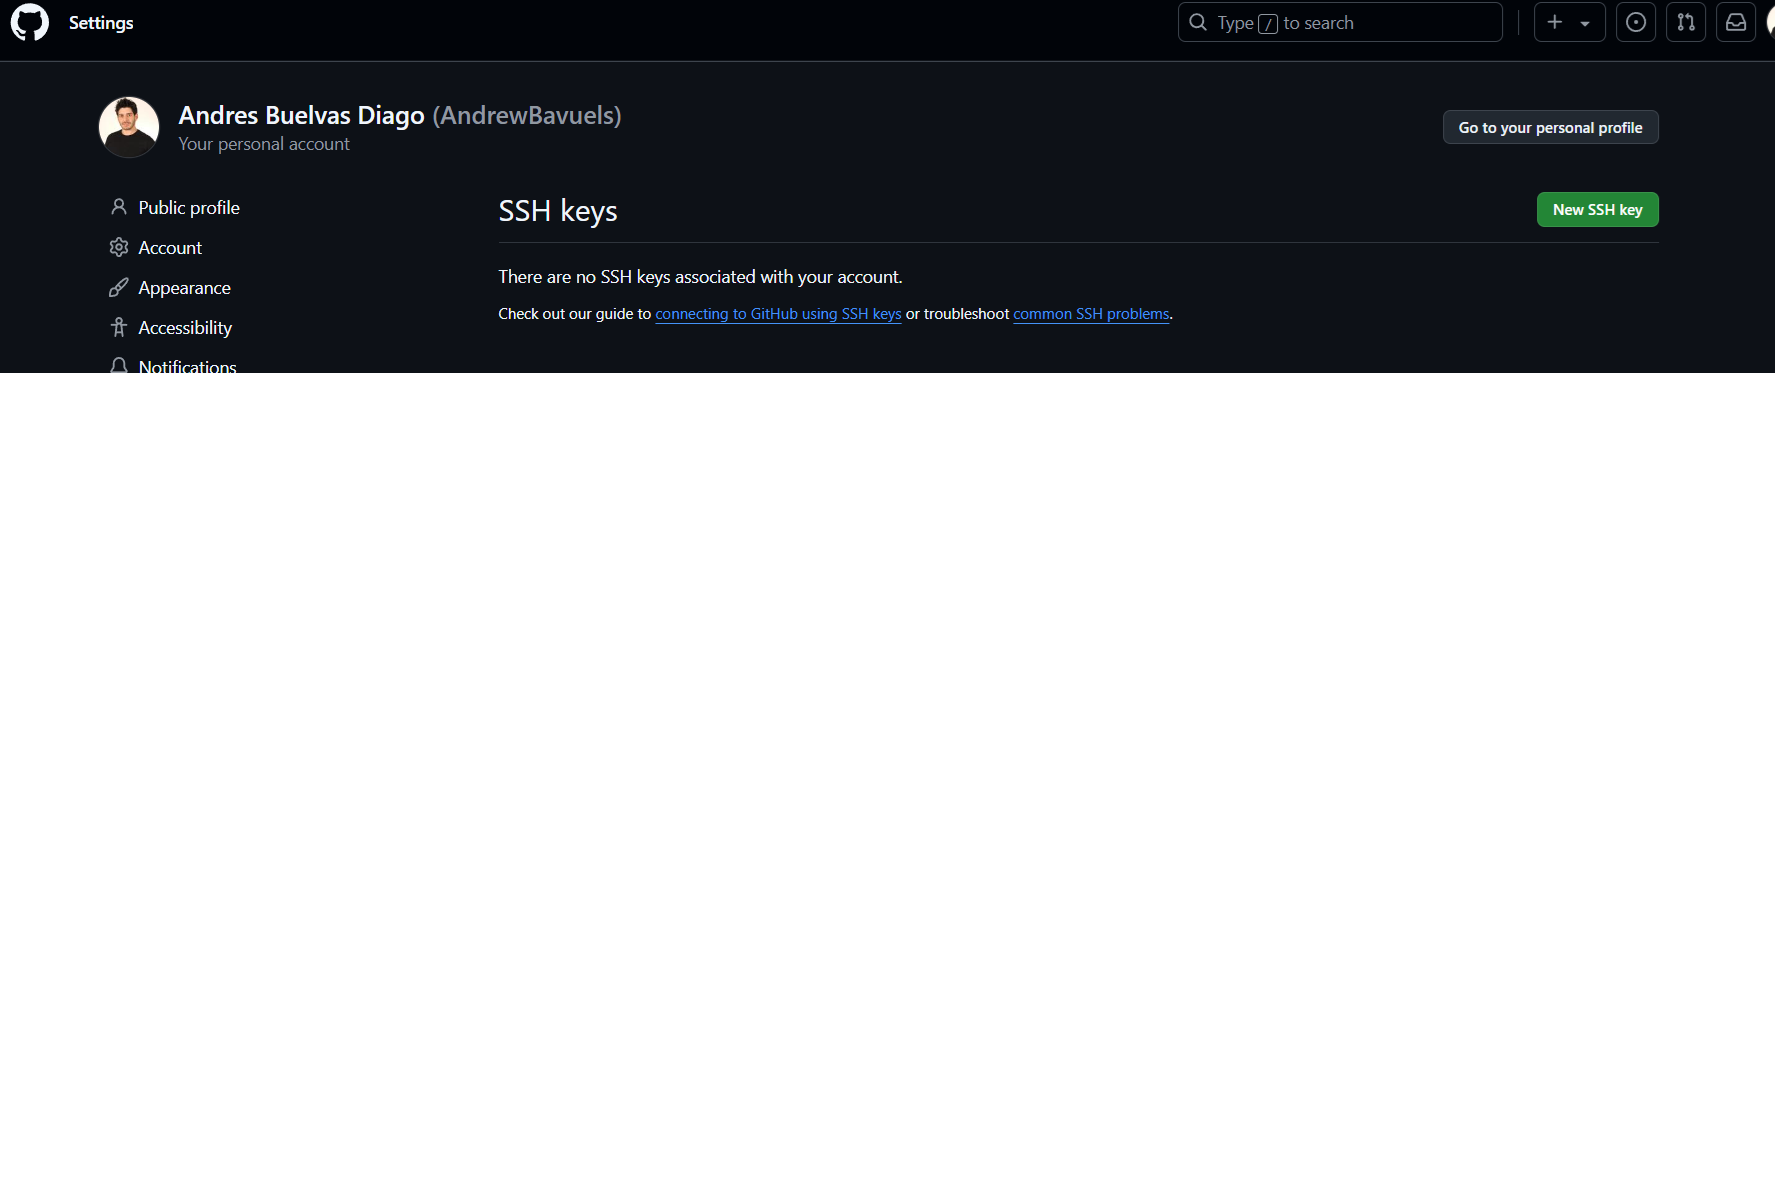 Settings
Type / to search
Andres Buelvas Diago (AndrewBavuels)
Your personal account
Go to your personal profile
Public profile
Account
Appearance
Accessibility
Notifications
SSH keys
New SSH key
There are no SSH keys associated with your account.
Check out our guide to connecting to GitHub using SSH keys or troubleshoot common SSH problems.